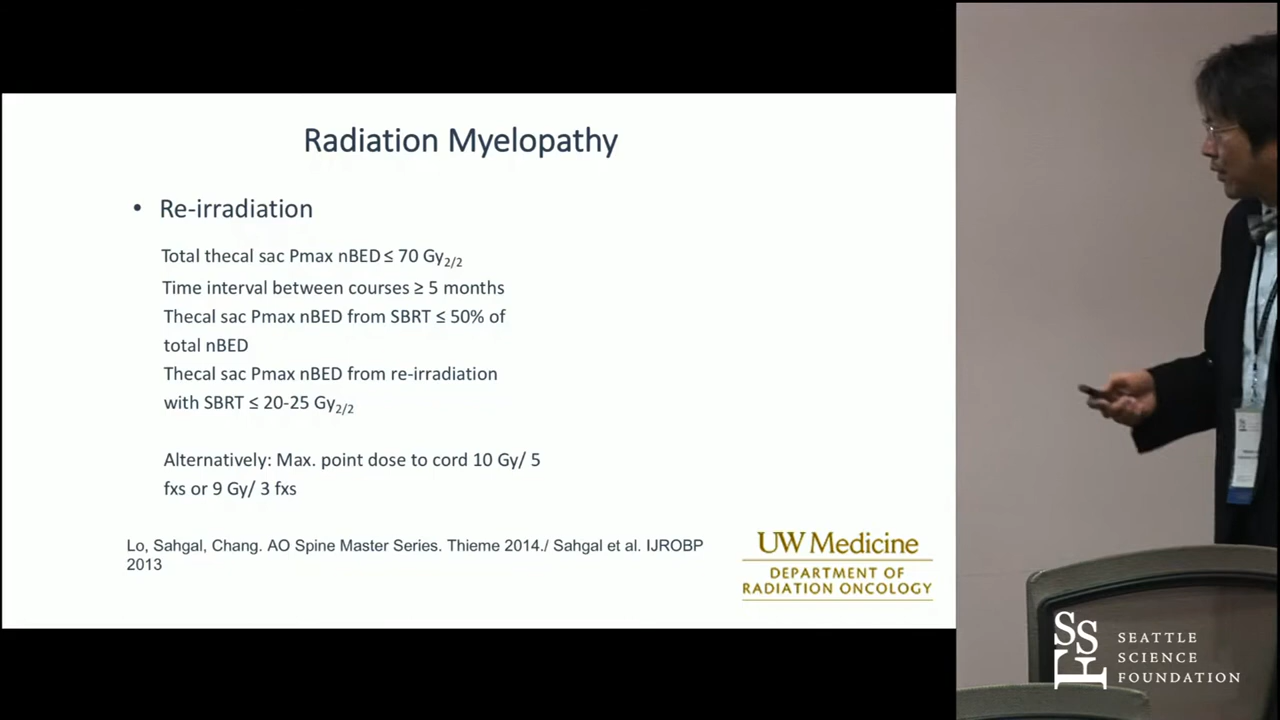 Radiation Myelopathy
• Re-irradiation
Total thecal sac Pmax nBED ≤ 70 Gy2/2
Time interval between courses ≥ 5 months
Thecal sac Pmax nBED from SBRT ≤ 50% of
total nBED
Thecal sac Pmax nBED from re-irradiation
with SBRT ≤ 20-25 Gy2/2
Alternatively: Max. point dose to cord 10 Gy/ 5
fxs or 9 Gy/ 3 fxs
Lo, Sahgal, Chang. AO Spine Master Series. Thieme 2014./ Sahgal et al. IJROBP
2013
UW Medicine
DEPARTMENT OF
RADIATION ONCOLOGY
SSF
SEATTLE
SCIENCE
FOUNDATION